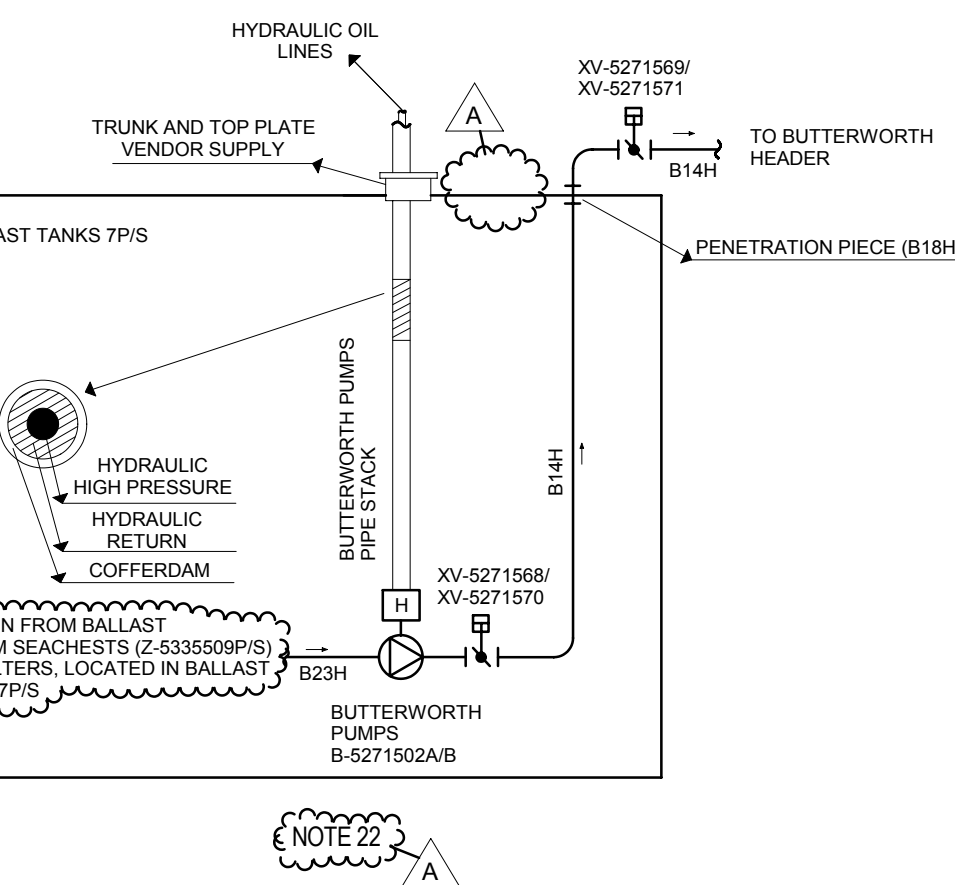 HYDRAULIC OIL
LINES
XV-5271569/
XV-5271571
A
TRUNK AND TOP PLATE
VENDOR SUPPLY
TO BUTTERWORTH
HEADER
B14H
TANKS 7P/S
PENETRATION PIECE (B18H
BUTTERWORTH PUMPS
PIPE STACK
B14H
HYDRAULIC
HIGH PRESSURE
HYDRAULIC
RETURN
COFFERDAM
XV-5271568/
XV-5271570
H
FROM BALLAST
SEACHESTS (Z-5335509P/S)
LOCATED IN BALLAST
7P/S
B23H
BUTTERWORTH
PUMPS
B-5271502A/B
NOTE 22
A